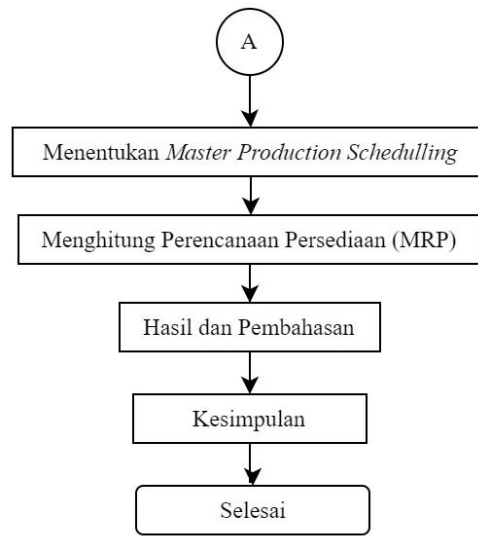 A
Menentukan Master Production Schedulling
Menghitung Perencanaan Persediaan (MRP)
Hasil dan Pembahasan
Kesimpulan
Selesai